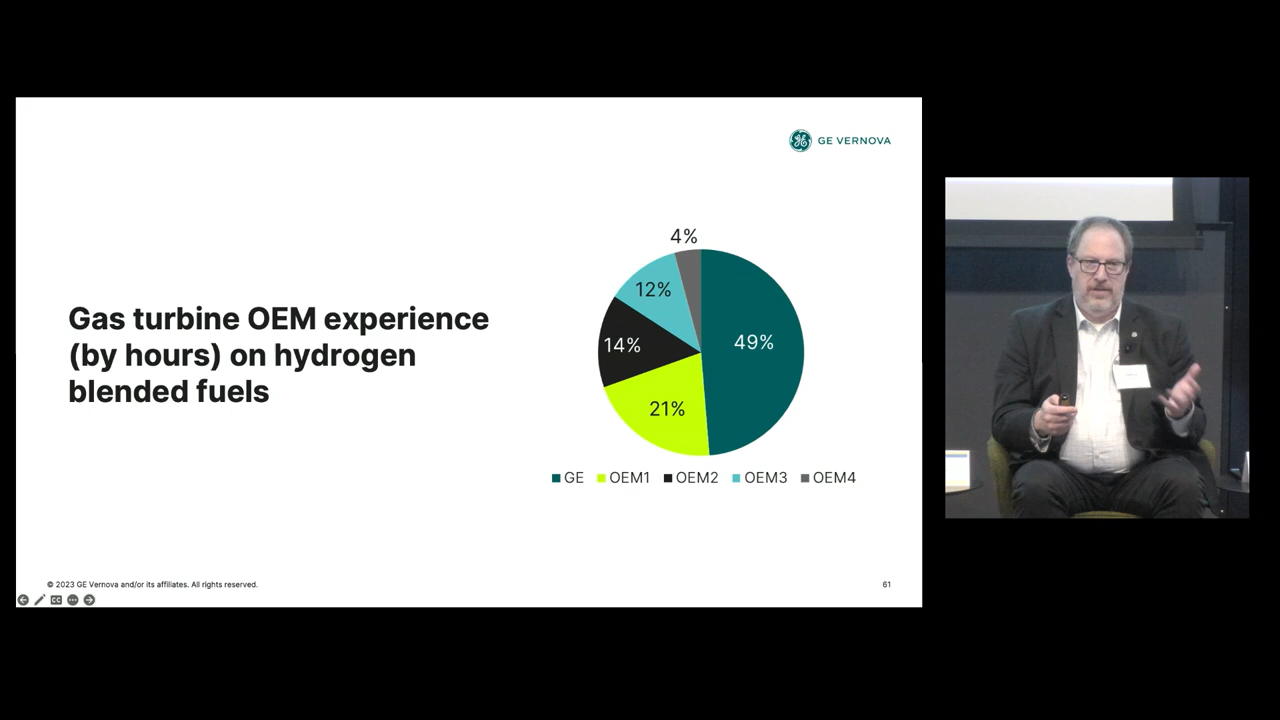 GE VERNOVA
Gas turbine OEM experience
(by hours) on hydrogen
blended fuels
4%
12%
49%
14%
21%
GE OEM1 OEM2 OEM3 OEM4
© 2023 GE Vernova and/or its affiliates. All rights reserved.
61
CC